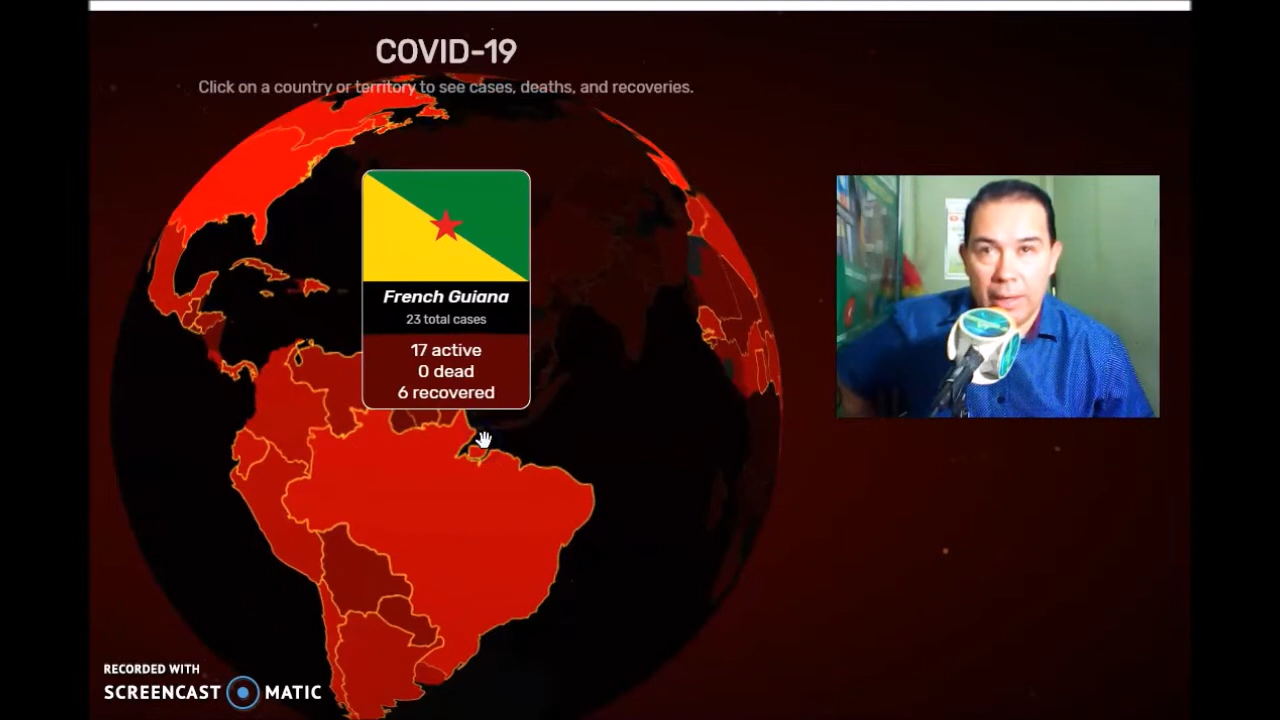 COVID-19
Click on a country or territory to see cases, deaths, and recoveries.
French Guiana
23 total cases
17 active
0 dead
6 recovered
RECORDED WITH
SCREENCAST MATIC